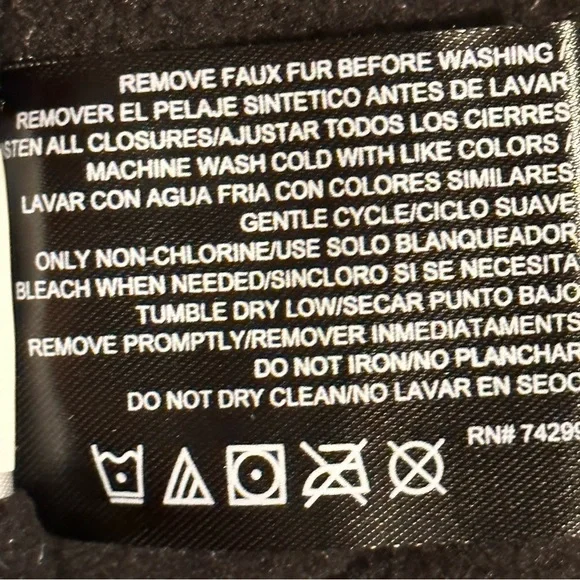 REMOVE FAUX FUR BEFORE WASHING /
REMOVER EL PELAJE SINTETICO ANTES DE LAVAR
STEN ALL CLOSURES/AJUSTAR TODOS LOS CIERRES
MACHINE WASH COLD WITH LIKE COLORS /
LAVAR CON AGUA FRIA CON COLORES SIMILARES
GENTLE CYCLE/CICLO SUAVE
ONLY NON-CHLORINE/USE SOLO BLANQUEADOR
BLEACH WHEN NEEDED/SINCLORO SI SE NECESITA
TUMBLE DRY LOW/SECAR PUNTO BAJO
REMOVE PROMPTLY/REMOVER INMEDIATAMENTS
DO NOT IRON/NO PLANCHAR
DO NOT DRY CLEAN/NO LAVAR EN SEOC
RN# 74299